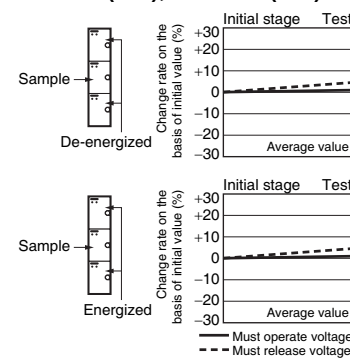 Initial stage Test
Change rate on the
basis of initial value (%)
+30
+20
+10
0
−10
−20
−30
Sample
De-energized
Average value
Initial stage Test
Change rate on the
basis of initial value (%)
+30
+20
+10
0
−10
−20
−30
Sample
Energized
Average value
Must operate voltage
Must release voltage